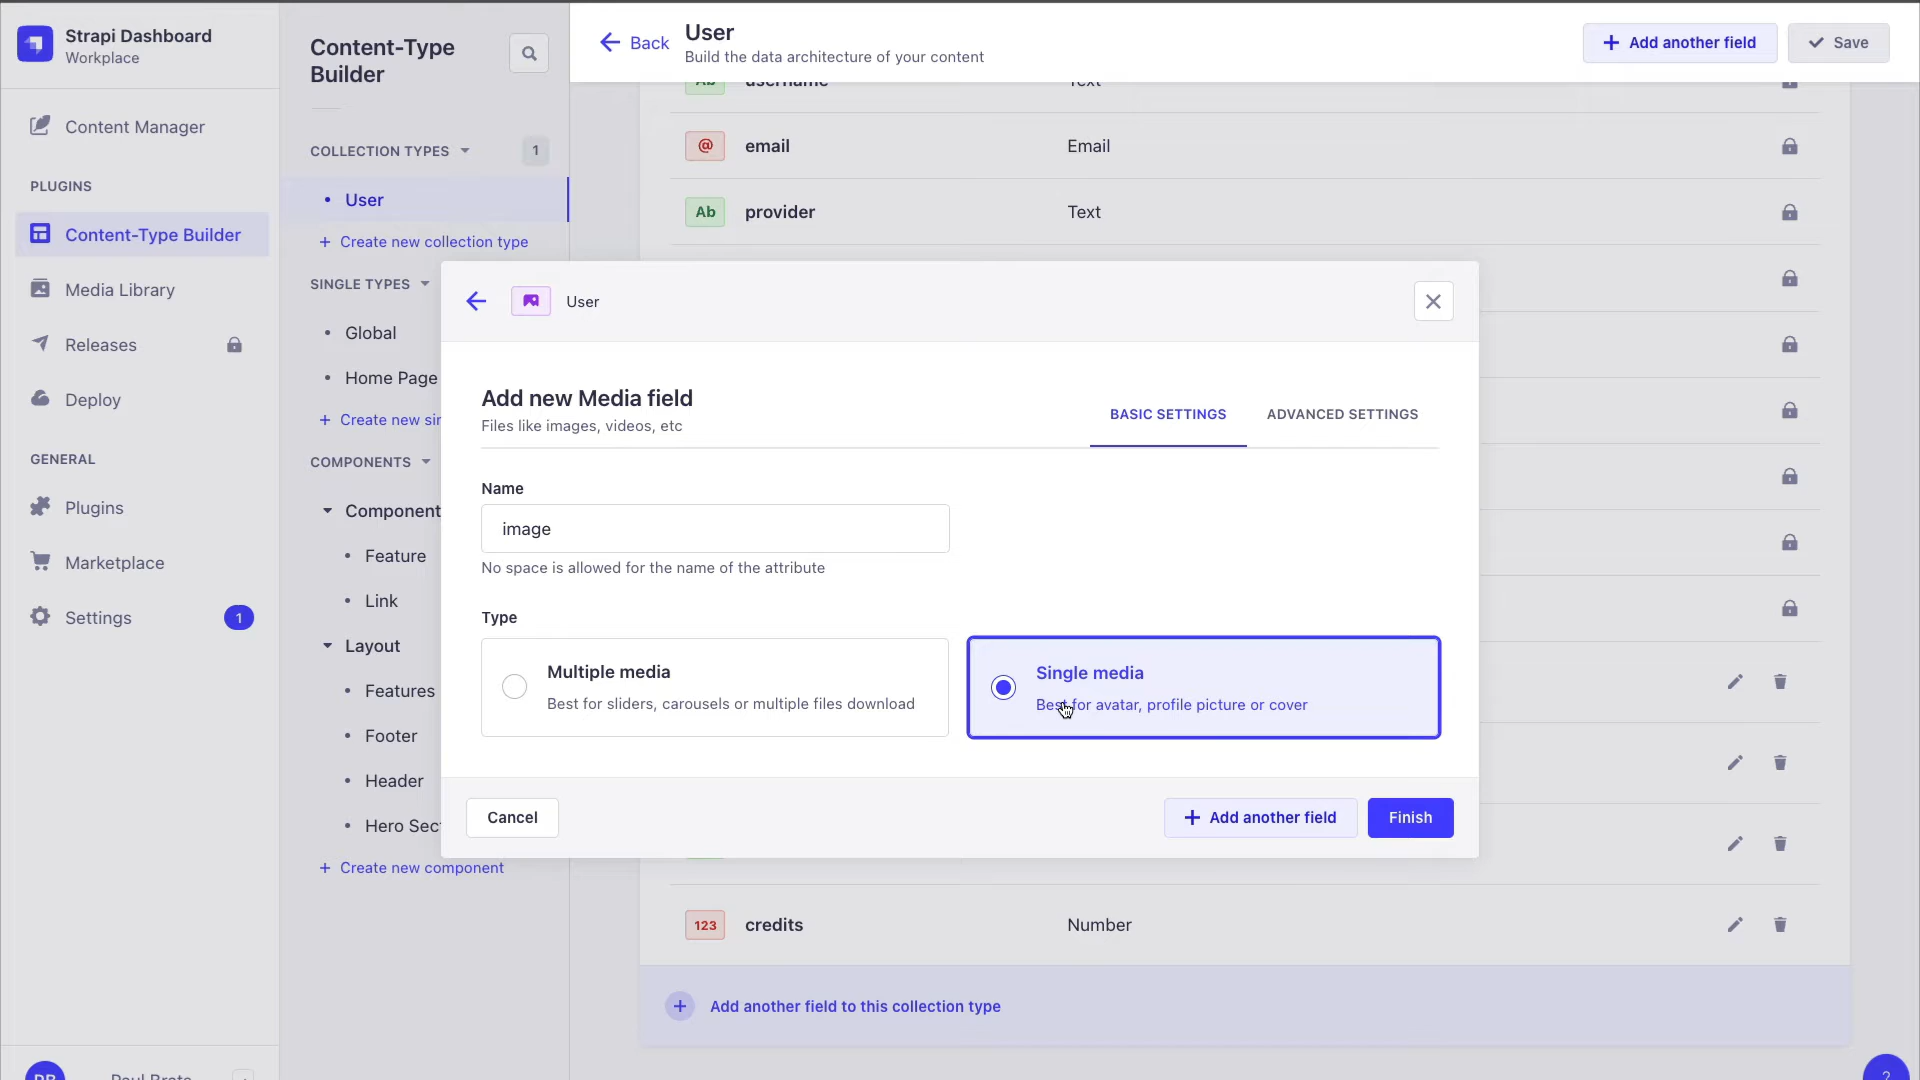 Strapi Dashboard
Workplace
Content Manager
PLUGINS
Content-Type Builder
Media Library
Releases
Deploy
GENERAL
Plugins
Marketplace
Settings
1
Content-Type
Builder
COLLECTION TYPES
1
User
+ Create new collection type
SINGLE TYPES
Global
Home Page
+ Create new sin
COMPONENTS
Component
Feature
Link
Layout
Features
Footer
Header
Hero Sec
+ Create new component
Back
User
Build the data architecture of your content
+ Add another field
Save
Ab username Text
@ email Email
Ab provider Text
User
Add new Media field
Files like images, videos, etc
BASIC SETTINGS
ADVANCED SETTINGS
Name
image
No space is allowed for the name of the attribute
Type
Multiple media
Best for sliders, carousels or multiple files download
Single media
Best for avatar, profile picture or cover
Cancel
+ Add another field
Finish
123 credits Number
+ Add another field to this collection type
?